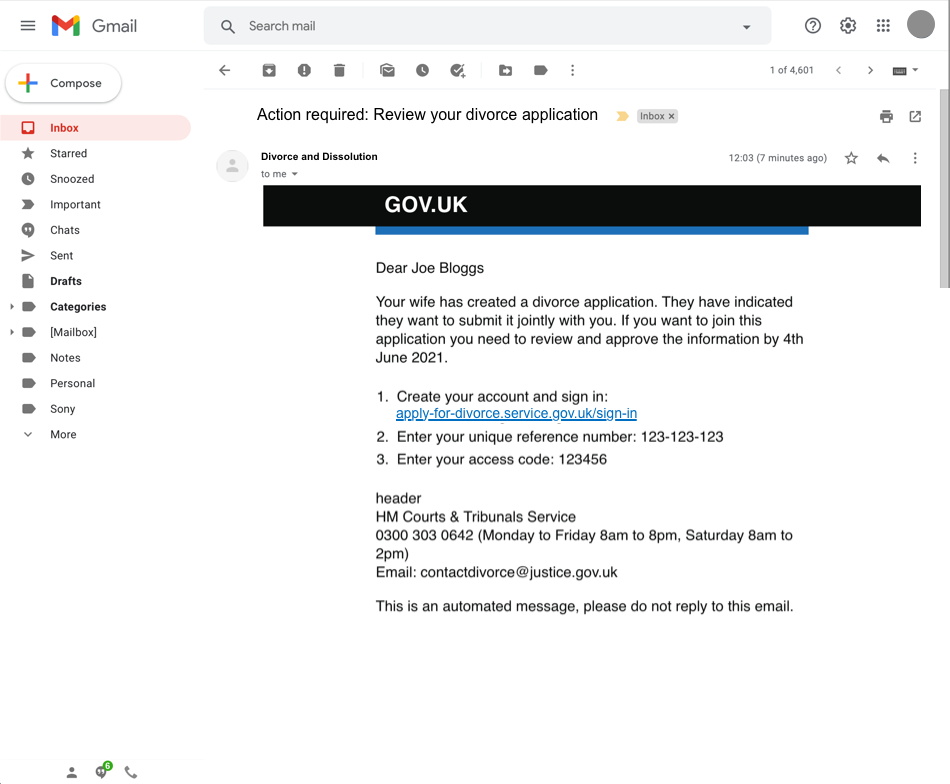 Gmail
Search mail
Compose
1 of 4,601
Inbox
Starred
Snoozed
Important
Chats
Sent
Drafts
Categories
[Mailbox]
Notes
Personal
Sony
More
6
Action required: Review your divorce application
Inbox ×
Divorce and Dissolution
12:03 (7 minutes ago)
to me
GOV.UK
Dear Joe Bloggs
Your wife has created a divorce application. They have indicated
they want to submit it jointly with you. If you want to join this
application you need to review and approve the information by 4th
June 2021.
1. Create your account and sign in:
apply-for-divorce.service.gov.uk/sign-in
2. Enter your unique reference number: 123-123-123
3. Enter your access code: 123456
header
HM Courts & Tribunals Service
0300 303 0642 (Monday to Friday 8am to 8pm, Saturday 8am to
2pm)
Email: contactdivorce@justice.gov.uk
This is an automated message, please do not reply to this email.